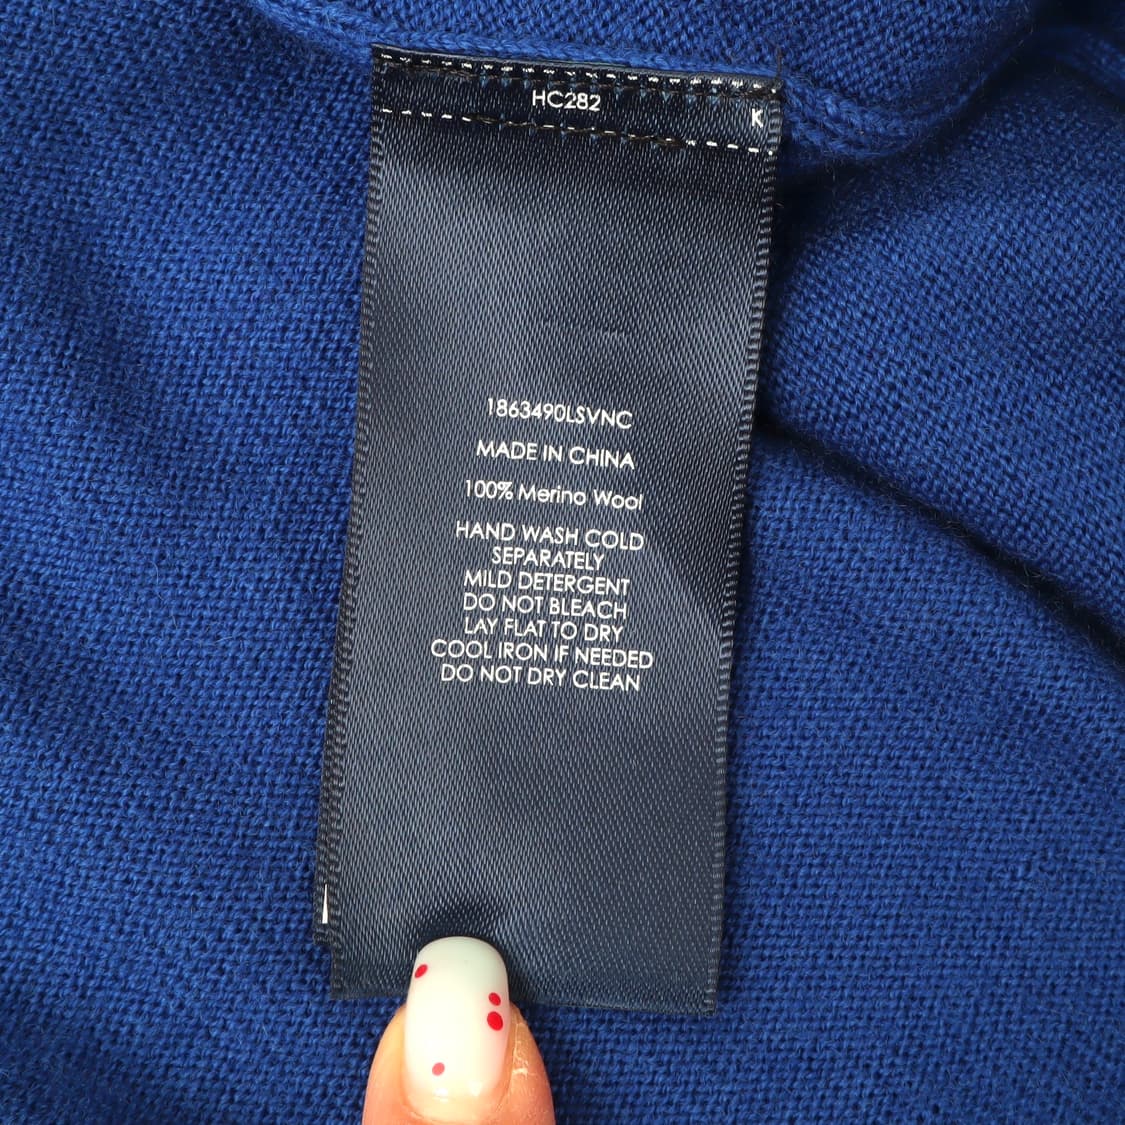 HC282
K
1863490LSVNC
MADE IN CHINA
100% Merino Wool
HAND WASH COLD
SEPARATELY
MILD DETERGENT
DO NOT BLEACH
LAY FLAT TO DRY
COOL IRON IF NEEDED
DO NOT DRY CLEAN